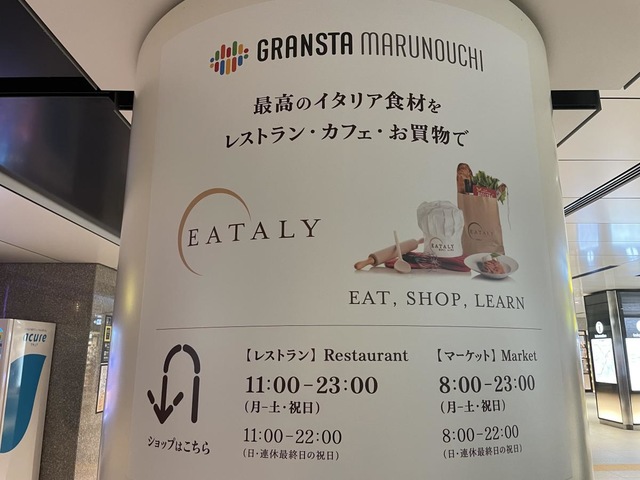 GRANSTA MARUNOUCHI
最高のイタリア食材を
レストラン・カフェ・お買物で
EATALY
EATALY
EAT, SHOP, LEARN
【レストラン】 Restaurant
11:00-23:00
(月-土・祝日)
11:00-22:00
(日・連休最終日の祝日)
【マーケット】 Market
8:00-23:00
(月-土・祝日)
8:00-22:00
(日・連休最終日の祝日)
ショップはこちら
acure